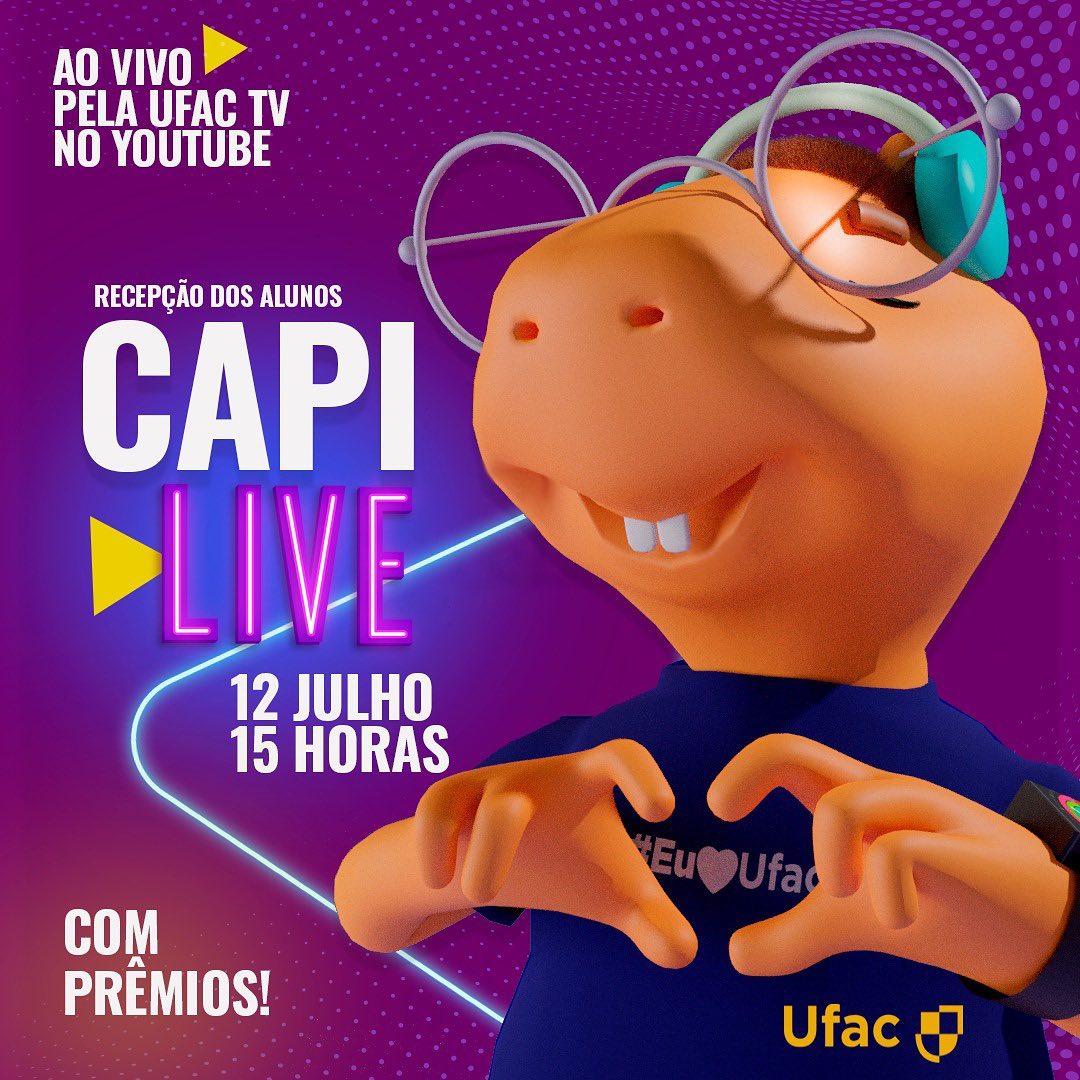 AO VIVO
PELA UFAC TV
NO YOUTUBE
RECEPÇÃO DOS ALUNOS
CAPI
LIVE
12 JULHO
15 HORAS
#Eu Ufac
COM
PRÊMIOS!
Ufac